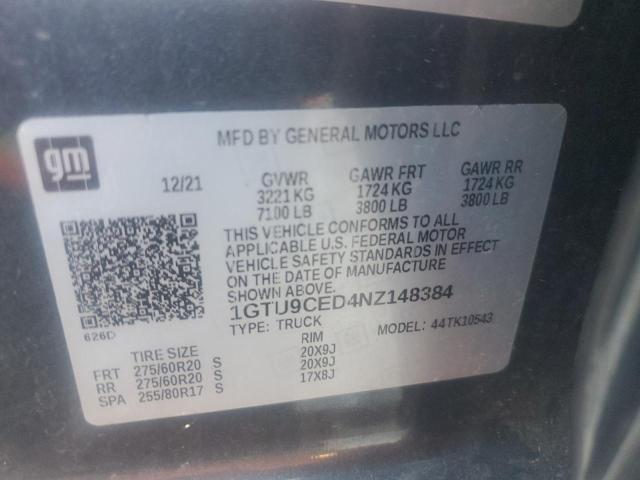 gm
MFD BY GENERAL MOTORS LLC
12/21 GVWR GAWR FRT GAWR RR
3221 KG 1724 KG 1724 KG
7100 LB 3800 LB 3800 LB
THIS VEHICLE CONFORMS TO ALL
APPLICABLE U.S. FEDERAL MOTOR
VEHICLE SAFETY STANDARDS IN EFFECT
ON THE DATE OF MANUFACTURE
SHOWN ABOVE.
1GTU9CED4NZ148384
626D
TYPE: TRUCK MODEL: 44TK10543
TIRE SIZE RIM
FRT 275/60R20 S 20X9J
RR 275/60R20 S 20X9J
SPA 255/80R17 S 17X8J